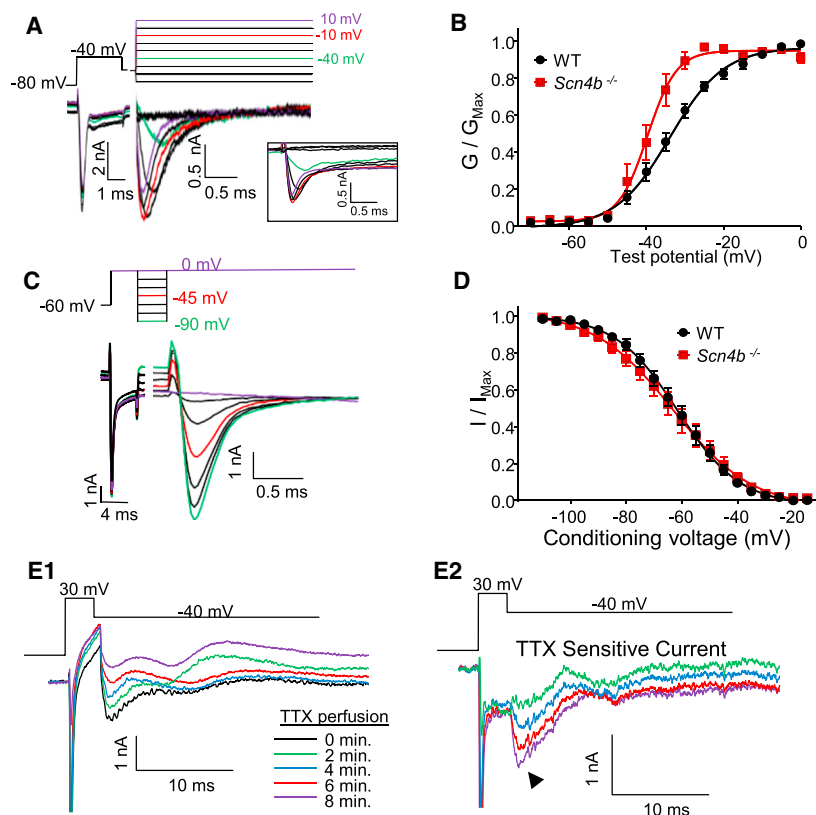 A
-40 mV
-80 mV
10 mV
-10 mV
-40 mV
2 nA
1 ms
0.5 nA
0.5 ms
0.5 nA
0.5 ms
B
1.0
0.8
0.6
0.4
0.2
0.0
G / GMax
WT
Scn4b -/-
-60
-40
-20
0
Test potential (mV)
C
0 mV
-60 mV
-45 mV
-90 mV
1 nA
4 ms
1 nA
0.5 ms
D
1.0
0.8
0.6
0.4
0.2
0.0
I / IMax
WT
Scn4b -/-
-100
-80
-60
-40
-20
Conditioning voltage (mV)
E1
30 mV
-40 mV
TTX perfusion
0 min.
2 min.
4 min.
6 min.
8 min.
1 nA
10 ms
E2
30 mV
-40 mV
TTX Sensitive Current
1 nA
10 ms